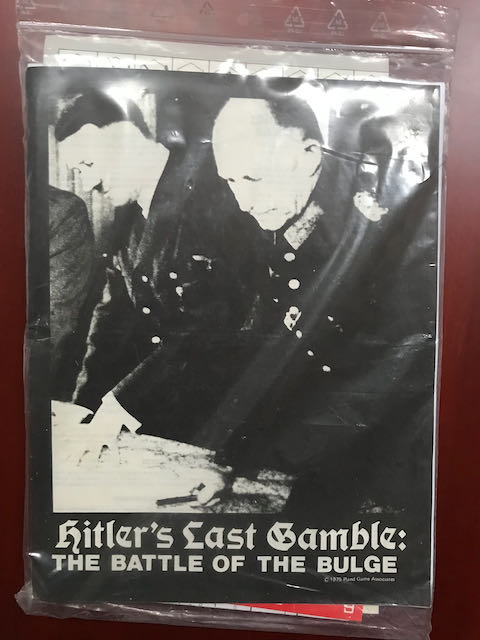 Hitler's Last Gamble:
THE BATTLE OF THE BULGE
© 1975 Rand Game Associates